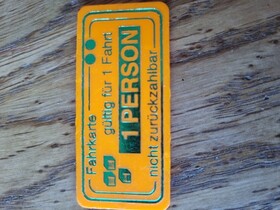 Fahrkarte
gültig für 1 Fahrt
1 PERSON
nicht zurückzahlbar